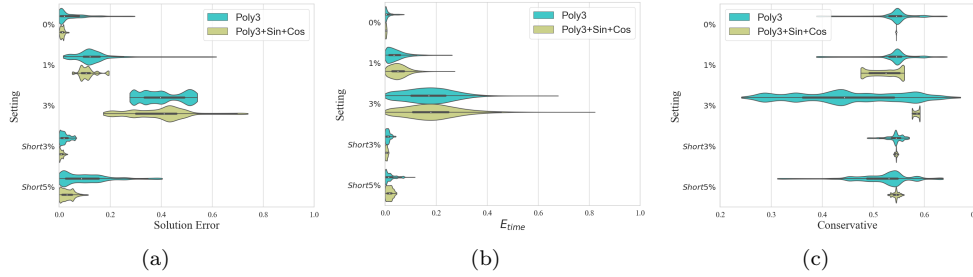 Poly3
Poly3+Sin+Cos
0%
1%
3%
Short3%
Short5%
Setting
0.0 0.2 0.4 0.6 0.8 1.0
Solution Error
(a)
Poly3
Poly3+Sin+Cos
0%
1%
3%
Short3%
Short5%
Setting
0.0 0.2 0.4 0.6 0.8 1.0
E_time
(b)
Poly3
Poly3+Sin+Cos
0%
1%
3%
Short3%
Short5%
Setting
0.2 0.3 0.4 0.5 0.6 0.7
Conservative
(c)